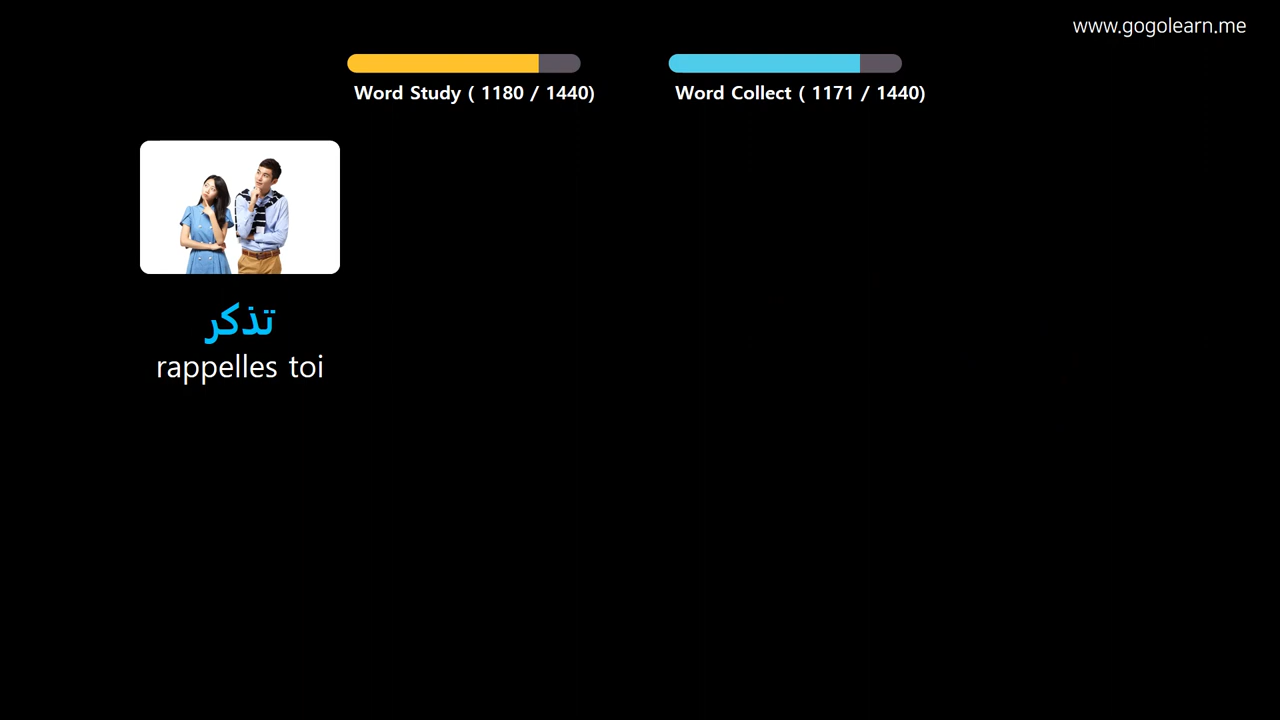 www.gogolearn.me
Word Study ( 1180 / 1440)
Word Collect ( 1171 / 1440)
تذكر
rappelles toi